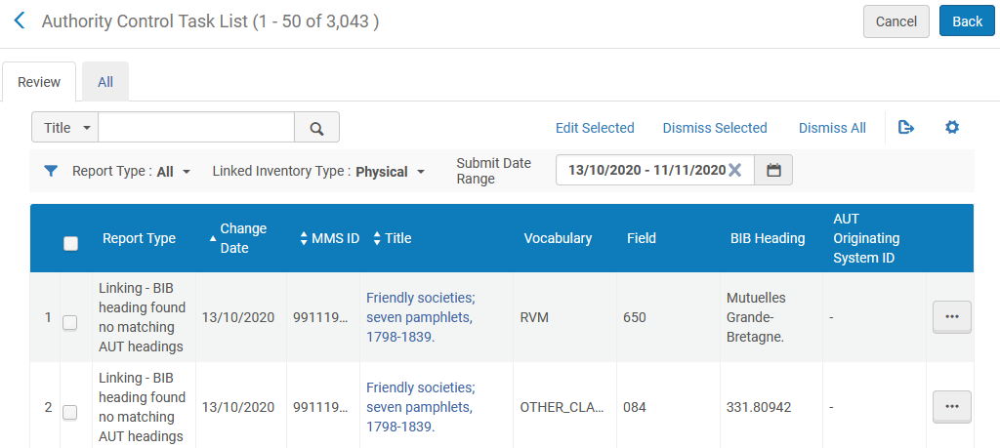 Authority Control Task List (1 - 50 of 3,043 )
Cancel
Back
Review
All
Title
Edit Selected
Dismiss Selected
Dismiss All
Report Type : All
Linked Inventory Type : Physical
Submit Date
Range
13/10/2020 - 11/11/2020
Report Type
Change
Date
MMS ID
Title
Vocabulary
Field
BIB Heading
AUT
Originating
System ID
1
Linking - BIB
heading found
no matching
AUT headings
13/10/2020
991119...
Friendly societies;
seven pamphlets,
1798-1839.
RVM
650
Mutuelles
Grande-
Bretagne.
-
2
Linking - BIB
heading found
no matching
AUT headings
13/10/2020
991119...
Friendly societies;
seven pamphlets,
1798-1839.
OTHER_CLA...
084
331.80942
-